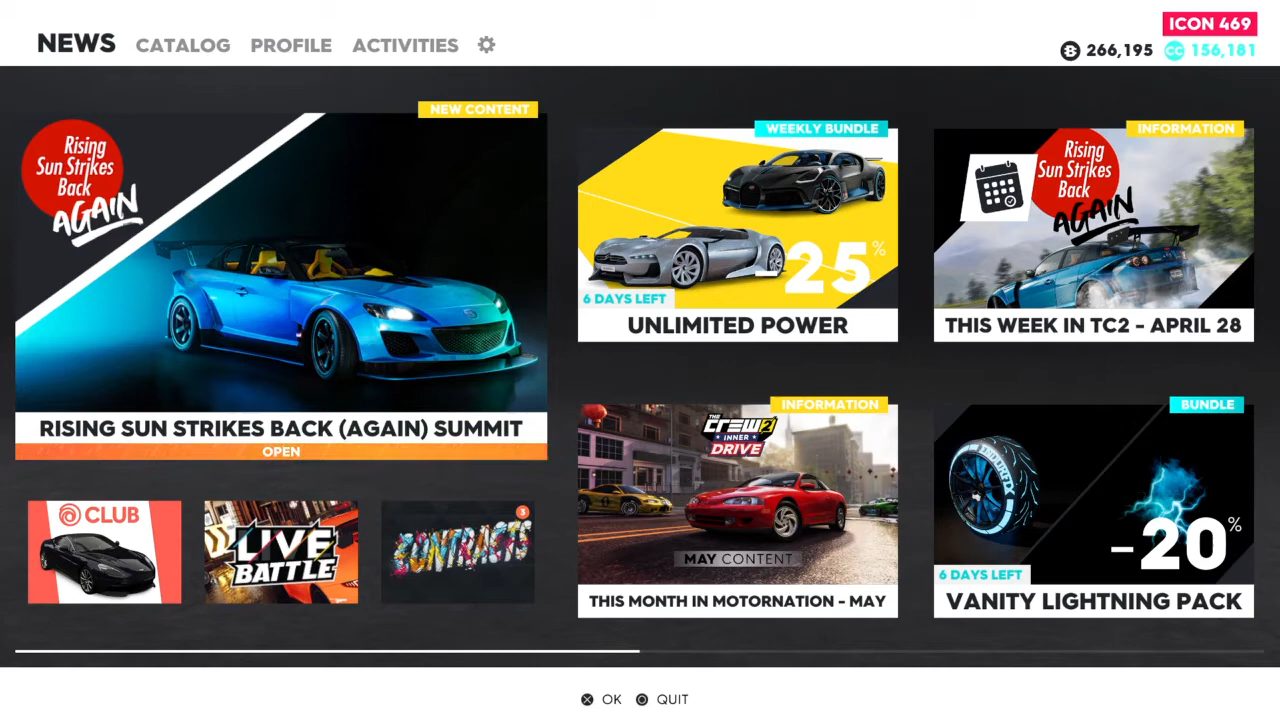 NEWS
CATALOG
PROFILE
ACTIVITIES
ICON 469
266,195
CC
156,181
NEW CONTENT
Rising
Sun Strikes
Back
AGAIN
RISING SUN STRIKES BACK (AGAIN) SUMMIT
OPEN
WEEKLY BUNDLE
-25%
6 DAYS LEFT
UNLIMITED POWER
INFORMATION
Rising
Sun Strikes
Back
AGAIN
THIS WEEK IN TC2 - APRIL 28
CLUB
LIVE
BATTLE
CONTRACTS
3
INFORMATION
THE
CREW2
INNER
DRIVE
MAY CONTENT
THIS MONTH IN MOTORNATION - MAY
BUNDLE
-20%
6 DAYS LEFT
VANITY LIGHTNING PACK
OK
QUIT